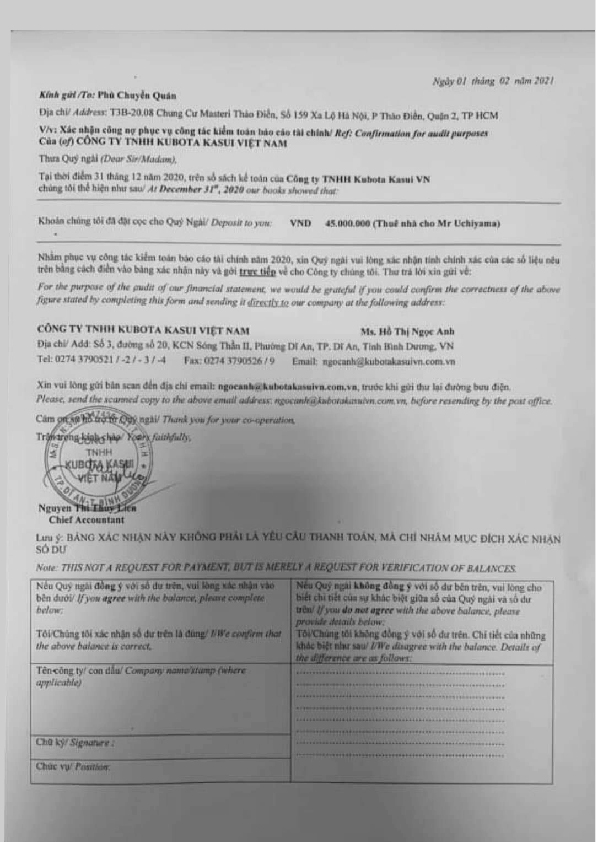 Ngày 01 tháng 02 năm 2021
Kính gửi/To: Phù Chuyển Quán
Địa chỉ/ Address: T3B-20.08 Chung Cư Masteri Thảo Điền, Số 159 Xa Lộ Hà Nội, P Thảo Điền, Quận 2, TP HCM
V/v: Xác nhận công nợ phục vụ công tác kiểm toán báo cáo tài chính/ Ref: Confirmation for audit purposes
Của (of) CÔNG TY TNHH KUBOTA KASUI VIỆT NAM
Thưa Quý ngài (Dear Sir/Madam),
Tại thời điểm 31 tháng 12 năm 2020, trên sổ sách kế toán của Công ty TNHH Kubota Kasui VN
chúng tôi thể hiện như sau/ At December 31st, 2020 our books showed that:
Khoản chúng tôi đã đặt cọc cho Quý Ngài/ Deposit to you: VND 45.000.000 (Thuê nhà cho Mr Uchiyama)
Nhằm phục vụ công tác kiểm toán báo cáo tài chính năm 2020, xin Quý ngài vui lòng xác nhận tính chính xác của các số liệu nêu
trên bằng cách điền vào bảng xác nhận này và gởi trực tiếp về cho Công ty chúng tôi. Thư trả lời xin gửi về:
For the purpose of the audit of our financial statement, we would be grateful if you could confirm the correctness of the above
figure stated by completing this form and sending it directly to our company at the following address:
CÔNG TY TNHH KUBOTA KASUI VIỆT NAM Ms. Hồ Thị Ngọc Anh
Địa chỉ/ Add: Số 3, đường số 20, KCN Sóng Thần II, Phường Dĩ An, TP. Dĩ An, Tỉnh Bình Dương, VN
Tel: 0274 3790521 / -2 / - 3 / -4 Fax: 0274 3790526 / 9 Email: ngocanh@kubotakasuivn.com.vn
Xin vui lòng gửi bản scan đến địa chỉ email: ngocanh@kubotakasuivn.com.vn, trước khi gửi thư lại đường bưu điện.
Please, send the scanned copy to the above email address: ngocanh@kubotakasuivn.com.vn, before resending by the post office.
Cám ơn sự hỗ trợ từ Quý ngài/ Thank you for your co-operation,
Trân trọng kính chào/ Yours faithfully,
CÔNG TY
TNHH
KUBOTA KASUI
VIỆT NAM
TP.DĨ AN-T.BÌNH DƯƠNG
Nguyen Thi Thuy Lien
Chief Accountant
Lưu ý: BẢNG XÁC NHẬN NÀY KHÔNG PHẢI LÀ YÊU CẦU THANH TOÁN, MÀ CHỈ NHẰM MỤC ĐÍCH XÁC NHẬN
SỐ DƯ
Note: THIS NOT A REQUEST FOR PAYMENT, BUT IS MERELY A REQUEST FOR VERIFICATION OF BALANCES.
Nếu Quý ngài đồng ý với số dư trên, vui lòng xác nhận vào
bên dưới/ If you agree with the balance, please complete
below:
Tôi/Chúng tôi xác nhận số dư trên là đúng/ I/We confirm that
the above balance is correct.
Nếu Quý ngài không đồng ý với số dư bên trên, vui lòng cho
biết chi tiết của sự khác biệt giữa số của Quý ngài và số dư
trên/ If you do not agree with the above balance, please
provide details below:
Tôi/Chúng tôi không đồng ý với số dư trên. Chi tiết của những
khác biệt như sau/ I/We disagree with the balance. Details of
the difference are as follows:
Tên công ty/ con dấu/ Company name/stamp (where
applicable)
Chữ ký/ Signature :
Chức vụ/ Position: